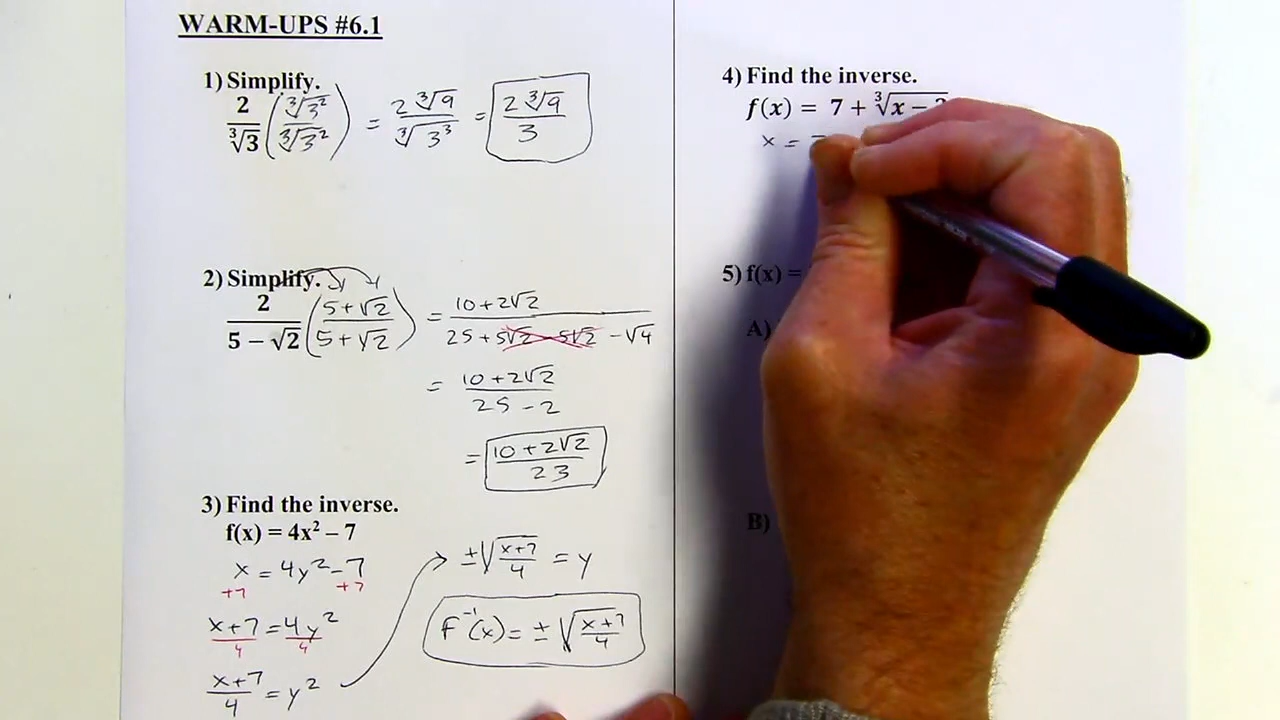 WARM-UPS #6.1
1) Simplify.
2/∛3 (∛3²/∛3²) = 2∛9/∛3³ = 2∛9/3
2) Simplify.
2/(5 − √2) ((5+√2)/(5+√2)) = (10+2√2)/(25+5√2 −5√2 −√4)
= (10+2√2)/(25−2)
= (10+2√2)/23
3) Find the inverse.
f(x) = 4x² – 7
x = 4y² − 7
+7 +7
(x+7)/4 = 4y²/4
(x+7)/4 = y²
±√((x+7)/4) = y
f⁻¹(x) = ± √((x+7)/4)
4) Find the inverse.
f(x) = 7 + ∛x −
x =
5) f(x) =
A)
B)